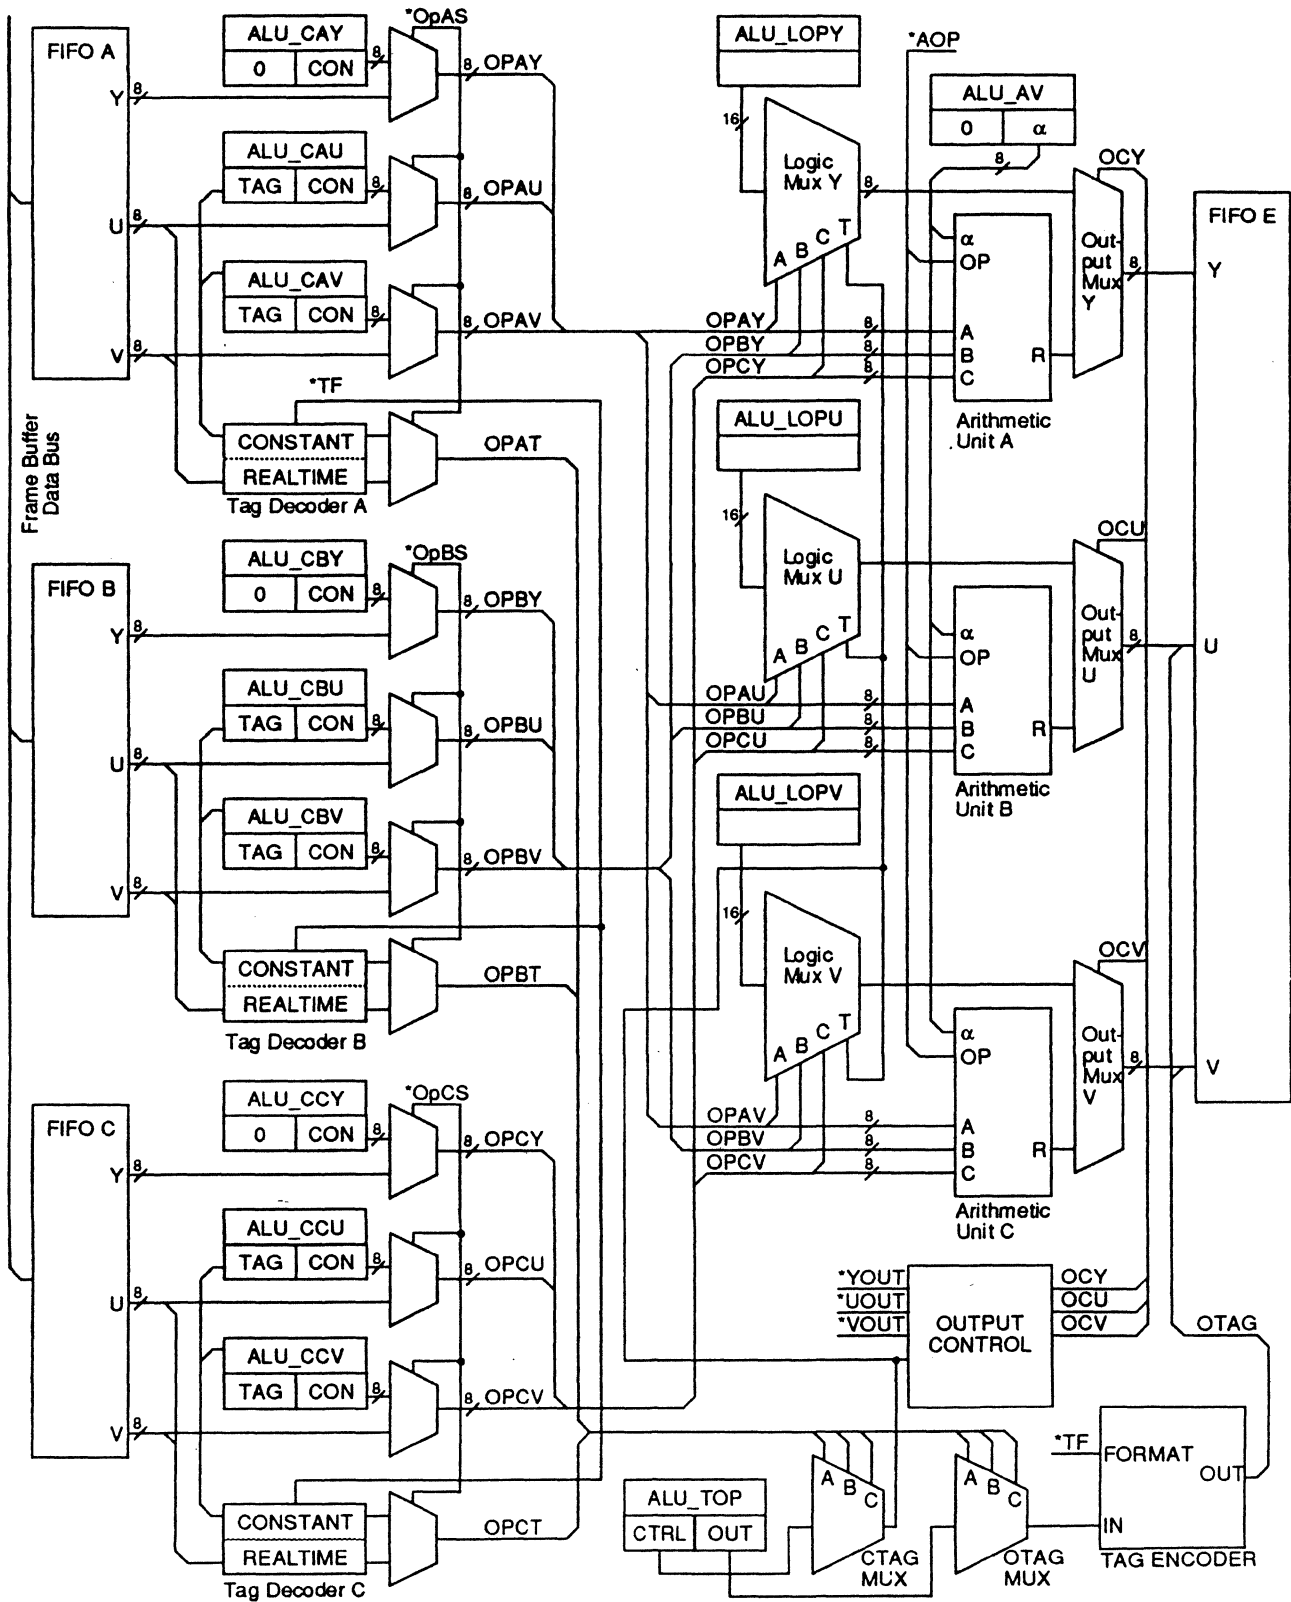 FIFO A
Y
8
U
8
V
8
Frame Buffer
Data Bus
ALU_CAY
0 CON
8
*OpAS
8 OPAY
ALU_CAU
TAG CON
8
8 OPAU
ALU_CAV
TAG CON
8
8 OPAV
*TF
CONSTANT
REALTIME
Tag Decoder A
OPAT
FIFO B
Y
8
U
8
V
8
ALU_CBY
0 CON
8
*OpBS
8 OPBY
ALU_CBU
TAG CON
8
8 OPBU
ALU_CBV
TAG CON
8
8 OPBV
CONSTANT
REALTIME
Tag Decoder B
OPBT
FIFO C
Y
8
U
8
V
8
ALU_CCY
0 CON
8
*OpCS
8 OPCY
ALU_CCU
TAG CON
8
8 OPCU
ALU_CCV
TAG CON
8
8 OPCV
CONSTANT
REALTIME
Tag Decoder C
OPCT
ALU_LOPY
16
Logic
Mux Y
A B C T
8
*AOP
ALU_AV
0 α
8
OCY
α
OP
A
B
C
R
OPAY
8
OPBY
8
OPCY
8
Arithmetic
Unit A
Out-
put
Mux
Y
8
FIFO E
Y
U
V
ALU_LOPU
16
Logic
Mux U
A B C T
OCU
α
OP
A
B
C
R
OPAU
8
OPBU
8
OPCU
8
Arithmetic
Unit B
Out-
put
Mux
U
8
ALU_LOPV
16
Logic
Mux V
A B C T
OCV
α
OP
A
B
C
R
OPAV
8
OPBV
8
OPCV
8
Arithmetic
Unit C
Out-
put
Mux
V
8
*YOUT
*UOUT
*VOUT
OUTPUT
CONTROL
OCY
OCU
OCV
OTAG
ALU_TOP
CTRL OUT
A B C
CTAG
MUX
A B C
OTAG
MUX
*TF
FORMAT
OUT
IN
TAG ENCODER